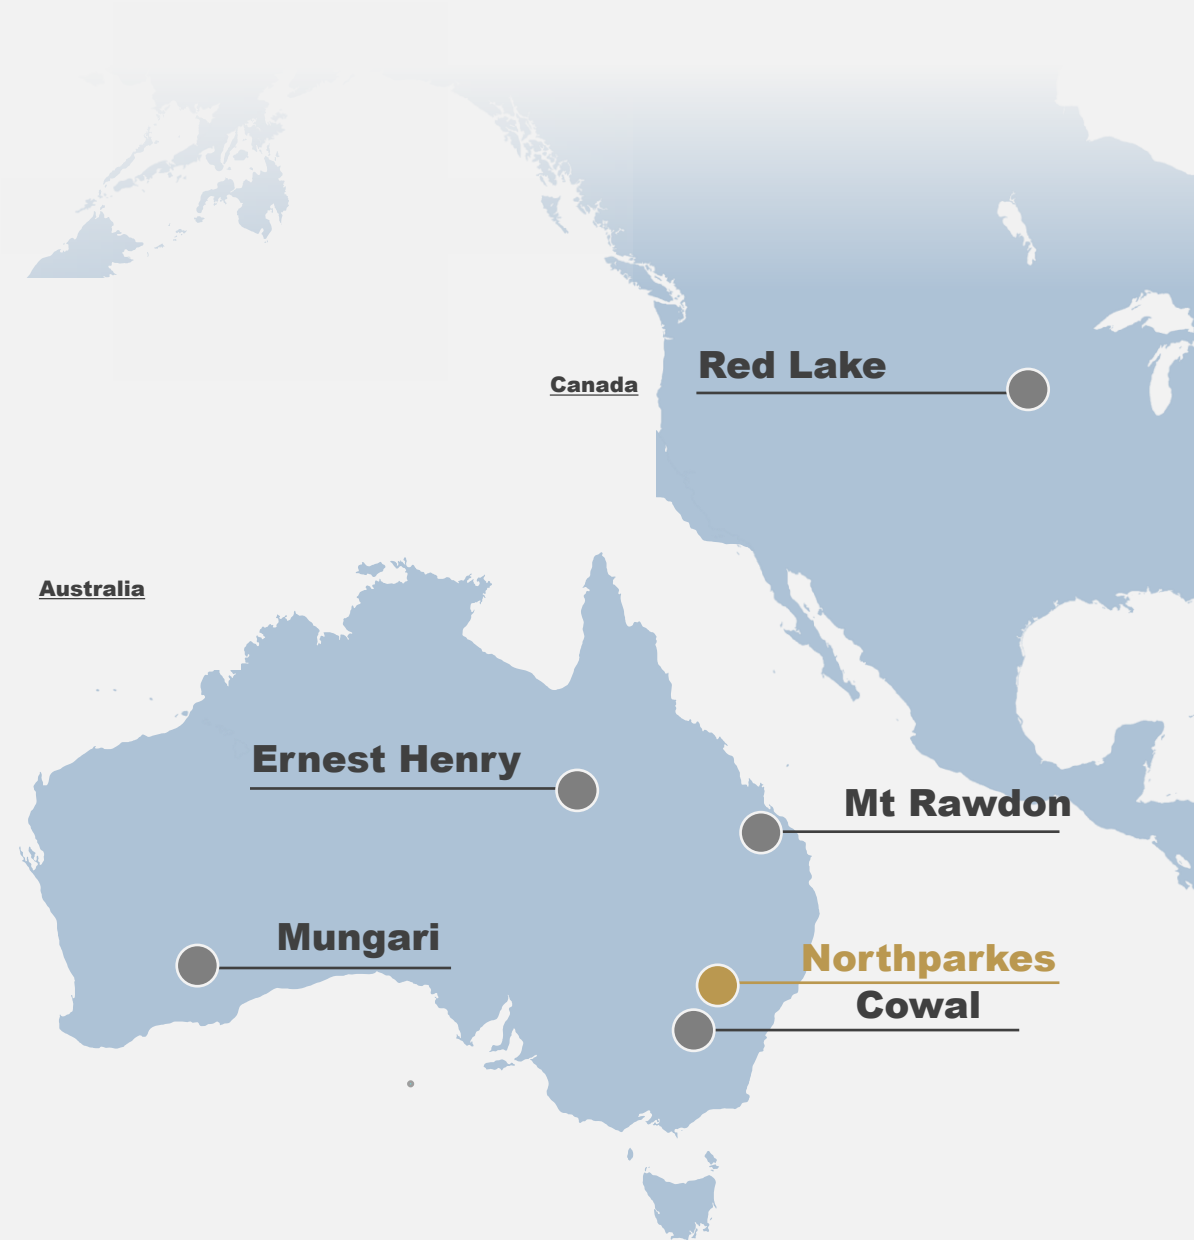 Red Lake
Canada
Australia
Ernest Henry
Mt Rawdon
Mungari
Northparkes
Cowal